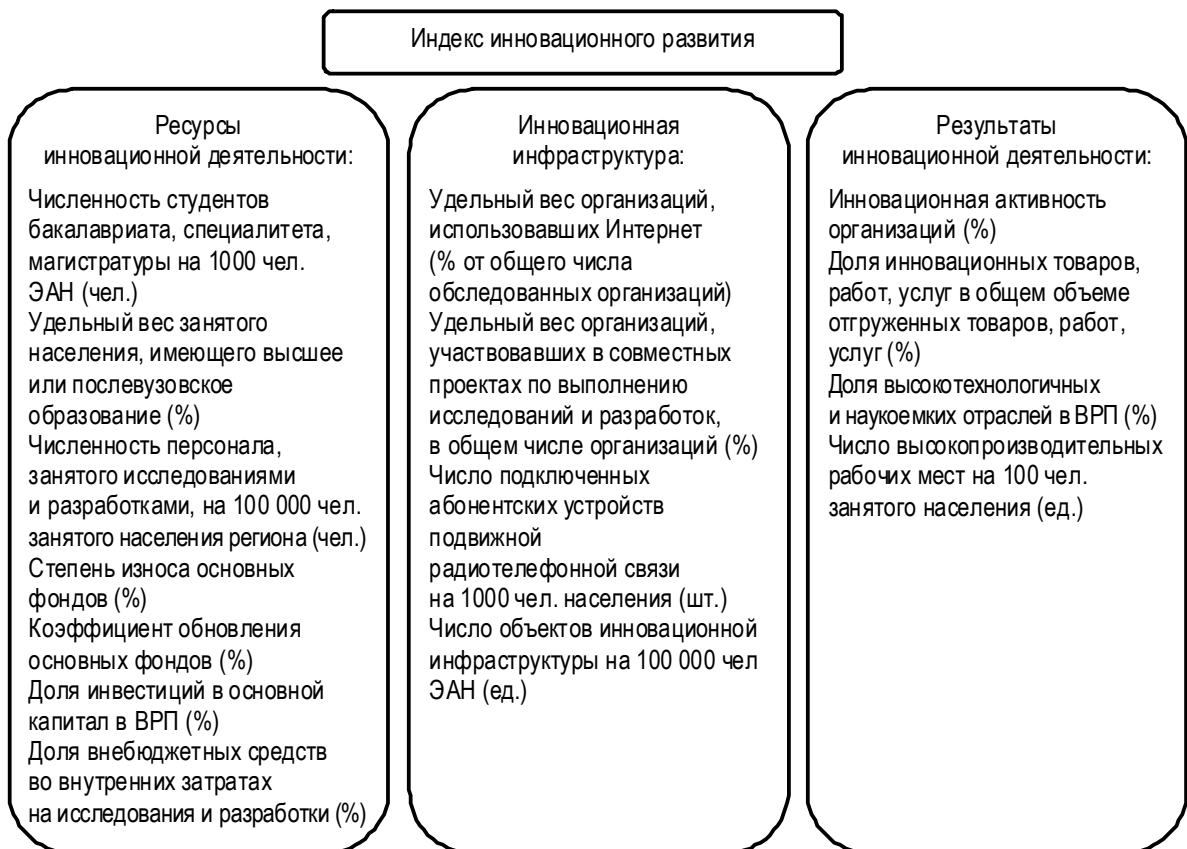 Индекс инновационного развития
Ресурсы
инновационной деятельности:
Численность студентов
бакалавриата, специалитета,
магистратуры на 1000 чел.
ЭАН (чел.)
Удельный вес занятого
населения, имеющего высшее
или послевузовское
образование (%)
Численность персонала,
занятого исследованиями
и разработками, на 100 000 чел.
занятого населения региона (чел.)
Степень износа основных
фондов (%)
Коэффициент обновления
основных фондов (%)
Доля инвестиций в основной
капитал в ВРП (%)
Доля внебюджетных средств
во внутренних затратах
на исследования и разработки (%)
Инновационная
инфраструктура:
Удельный вес организаций,
использовавших Интернет
(% от общего числа
обследованных организаций)
Удельный вес организаций,
участвовавших в совместных
проектах по выполнению
исследований и разработок,
в общем числе организаций (%)
Число подключенных
абонентских устройств
подвижной
радиотелефонной связи
на 1000 чел. населения (шт.)
Число объектов инновационной
инфраструктуры на 100 000 чел
ЭАН (ед.)
Результаты
инновационной деятельности:
Инновационная активность
организаций (%)
Доля инновационных товаров,
работ, услуг в общем объеме
отгруженных товаров, работ,
услуг (%)
Доля высокотехнологичных
и наукоемких отраслей в ВРП (%)
Число высокопроизводительных
рабочих мест на 100 чел.
занятого населения (ед.)